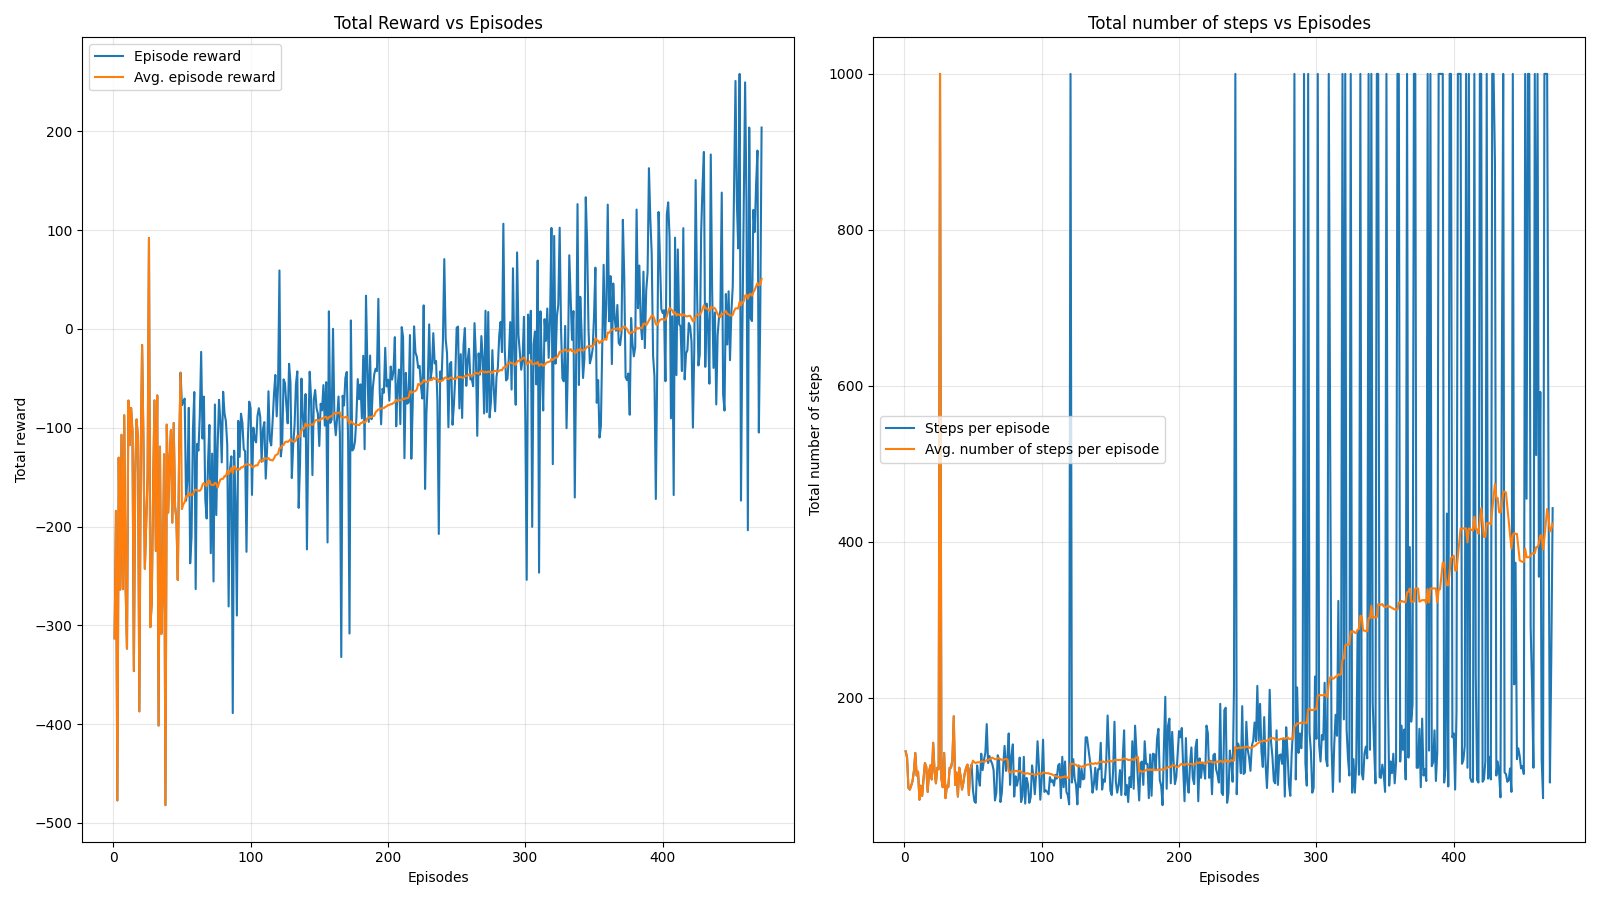 Total Reward vs Episodes
Episode reward
Avg. episode reward
200
100
0
−100
−200
−300
−400
−500
Total reward
0
100
200
300
400
Episodes
Total number of steps vs Episodes
1000
800
600
400
200
Total number of steps
Steps per episode
Avg. number of steps per episode
0
100
200
300
400
Episodes